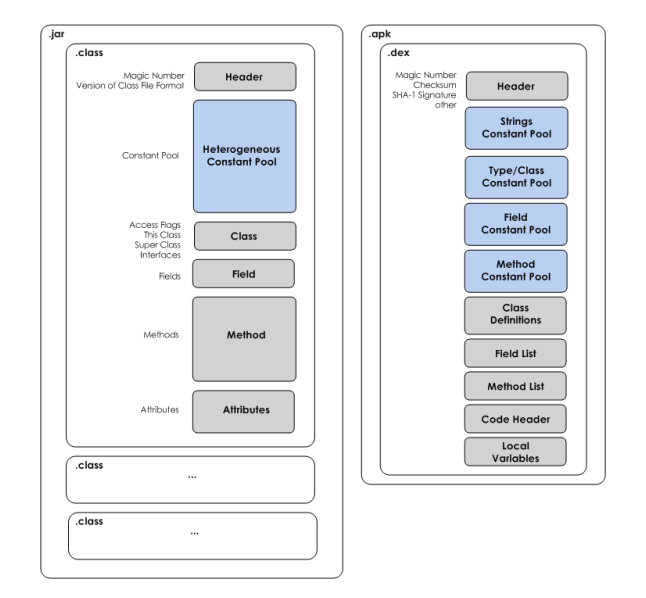 .jar
.class
Magic Number
Version of Class File Format
Header
Constant Pool
Heterogeneous
Constant Pool
Access Flags
This Class
Super Class
Interfaces
Class
Fields
Field
Methods
Method
Attributes
Attributes
.class
...
.class
...
.apk
.dex
Magic Number
Checksum
SHA-1 Signature
other
Header
Strings
Constant Pool
Type/Class
Constant Pool
Field
Constant Pool
Method
Constant Pool
Class
Definitions
Field List
Method List
Code Header
Local
Variables